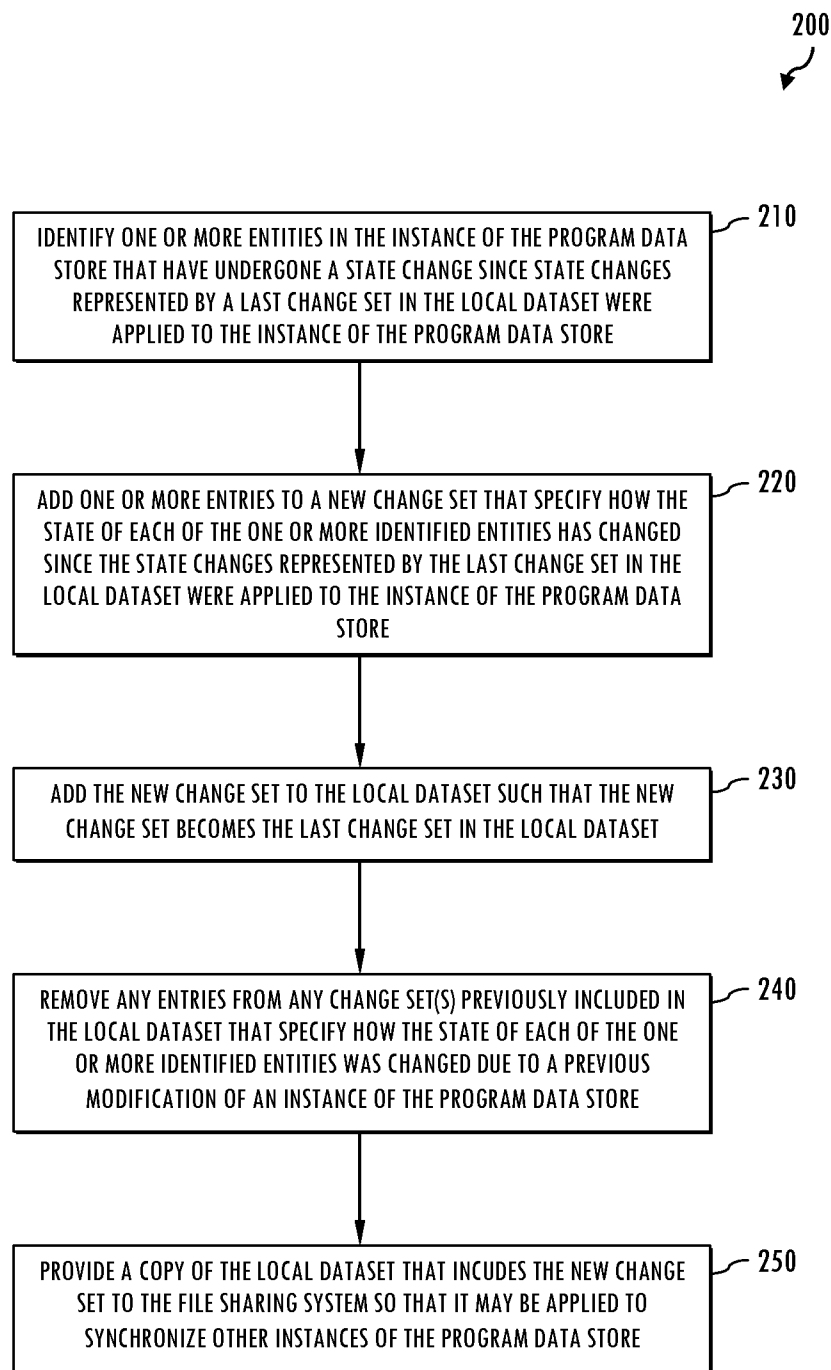 200
210
IDENTIFY ONE OR MORE ENTITIES IN THE INSTANCE OF THE PROGRAM DATA
STORE THAT HAVE UNDERGONE A STATE CHANGE SINCE STATE CHANGES
REPRESENTED BY A LAST CHANGE SET IN THE LOCAL DATASET WERE
APPLIED TO THE INSTANCE OF THE PROGRAM DATA STORE
220
ADD ONE OR MORE ENTRIES TO A NEW CHANGE SET THAT SPECIFY HOW THE
STATE OF EACH OF THE ONE OR MORE IDENTIFIED ENTITIES HAS CHANGED
SINCE THE STATE CHANGES REPRESENTED BY THE LAST CHANGE SET IN THE
LOCAL DATASET WERE APPLIED TO THE INSTANCE OF THE PROGRAM DATA
STORE
230
ADD THE NEW CHANGE SET TO THE LOCAL DATASET SUCH THAT THE NEW
CHANGE SET BECOMES THE LAST CHANGE SET IN THE LOCAL DATASET
240
REMOVE ANY ENTRIES FROM ANY CHANGE SET(S) PREVIOUSLY INCLUDED IN
THE LOCAL DATASET THAT SPECIFY HOW THE STATE OF EACH OF THE ONE
OR MORE IDENTIFIED ENTITIES WAS CHANGED DUE TO A PREVIOUS
MODIFICATION OF AN INSTANCE OF THE PROGRAM DATA STORE
250
PROVIDE A COPY OF THE LOCAL DATASET THAT INCUDES THE NEW CHANGE
SET TO THE FILE SHARING SYSTEM SO THAT IT MAY BE APPLIED TO
SYNCHRONIZE OTHER INSTANCES OF THE PROGRAM DATA STORE